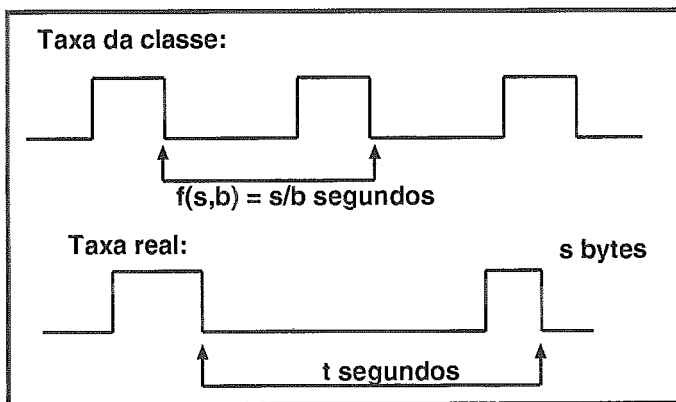 Taxa da classe:
f(s,b) = s/b segundos
Taxa real:
s bytes
t segundos